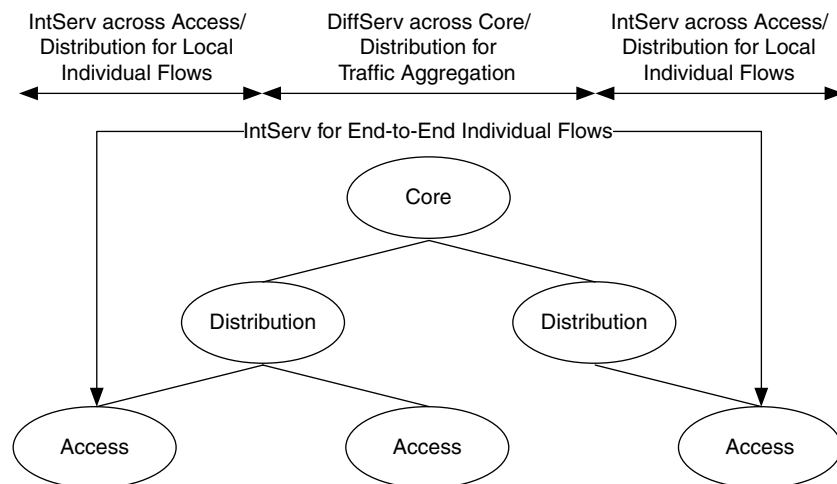 IntServ across Access/
Distribution for Local
Individual Flows
DiffServ across Core/
Distribution for
Traffic Aggregation
IntServ across Access/
Distribution for Local
Individual Flows
IntServ for End-to-End Individual Flows
Core
Distribution
Distribution
Access
Access
Access